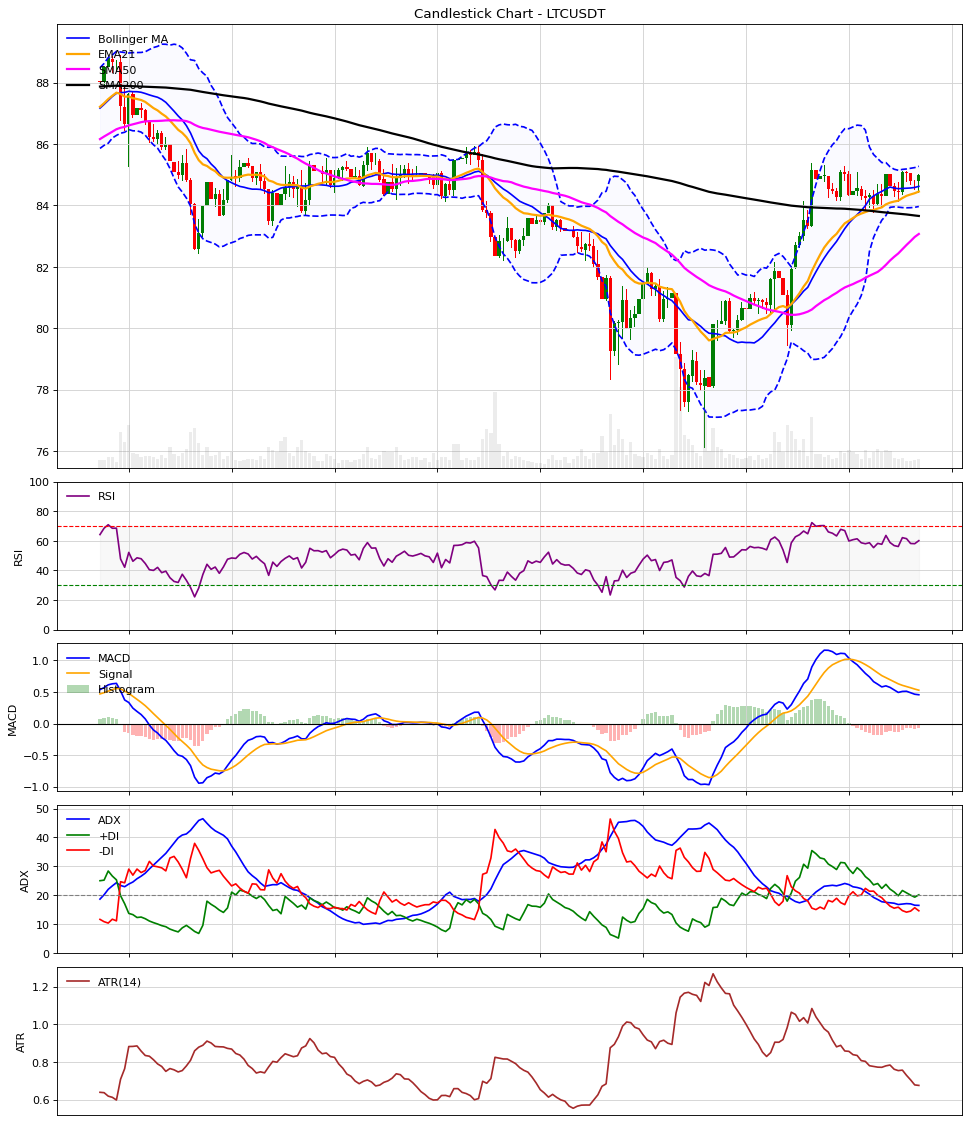 Candlestick Chart - LTCUSDT
Bollinger MA
EMA21
SMA50
SMA200
88
86
84
82
80
78
76
RSI
100
80
60
40
20
0
RSI
MACD
Signal
Histogram
1.0
0.5
0.0
−0.5
−1.0
MACD
ADX
+DI
-DI
50
40
30
20
10
0
ADX
ATR(14)
1.2
1.0
0.8
0.6
ATR